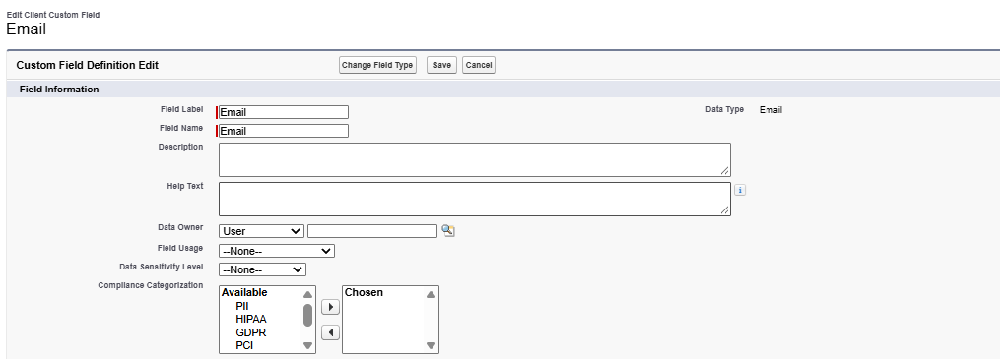 Edit Client Custom Field
Email
Custom Field Definition Edit
Change Field Type
Save
Cancel
Field Information
Field Label
Email
Data Type
Email
Field Name
Email
Description
Help Text
i
Data Owner
User
Field Usage
--None--
Data Sensitivity Level
--None--
Compliance Categorization
Available
PII
HIPAA
GDPR
PCI
Chosen